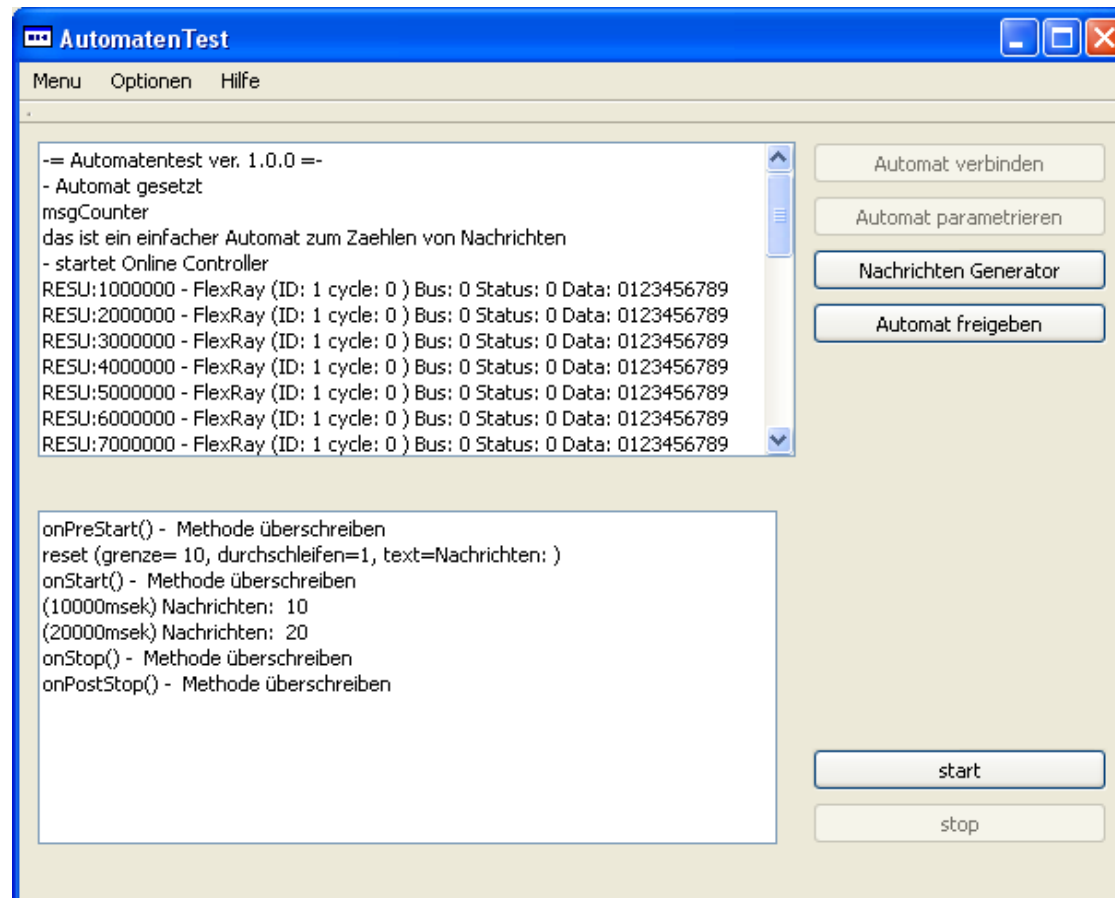 AutomatenTest
Menu Optionen Hilfe
-= Automatentest ver. 1.0.0 =-
- Automat gesetzt
msgCounter
das ist ein einfacher Automat zum Zaehlen von Nachrichten
- startet Online Controller
RESU:1000000 - FlexRay (ID: 1 cycle: 0 ) Bus: 0 Status: 0 Data: 0123456789
RESU:2000000 - FlexRay (ID: 1 cycle: 0 ) Bus: 0 Status: 0 Data: 0123456789
RESU:3000000 - FlexRay (ID: 1 cycle: 0 ) Bus: 0 Status: 0 Data: 0123456789
RESU:4000000 - FlexRay (ID: 1 cycle: 0 ) Bus: 0 Status: 0 Data: 0123456789
RESU:5000000 - FlexRay (ID: 1 cycle: 0 ) Bus: 0 Status: 0 Data: 0123456789
RESU:6000000 - FlexRay (ID: 1 cycle: 0 ) Bus: 0 Status: 0 Data: 0123456789
RESU:7000000 - FlexRay (ID: 1 cycle: 0 ) Bus: 0 Status: 0 Data: 0123456789
Automat verbinden
Automat parametrieren
Nachrichten Generator
Automat freigeben
onPreStart() - Methode überschreiben
reset (grenze= 10, durchschleifen=1, text=Nachrichten: )
onStart() - Methode überschreiben
(10000msek) Nachrichten: 10
(20000msek) Nachrichten: 20
onStop() - Methode überschreiben
onPostStop() - Methode überschreiben
start
stop